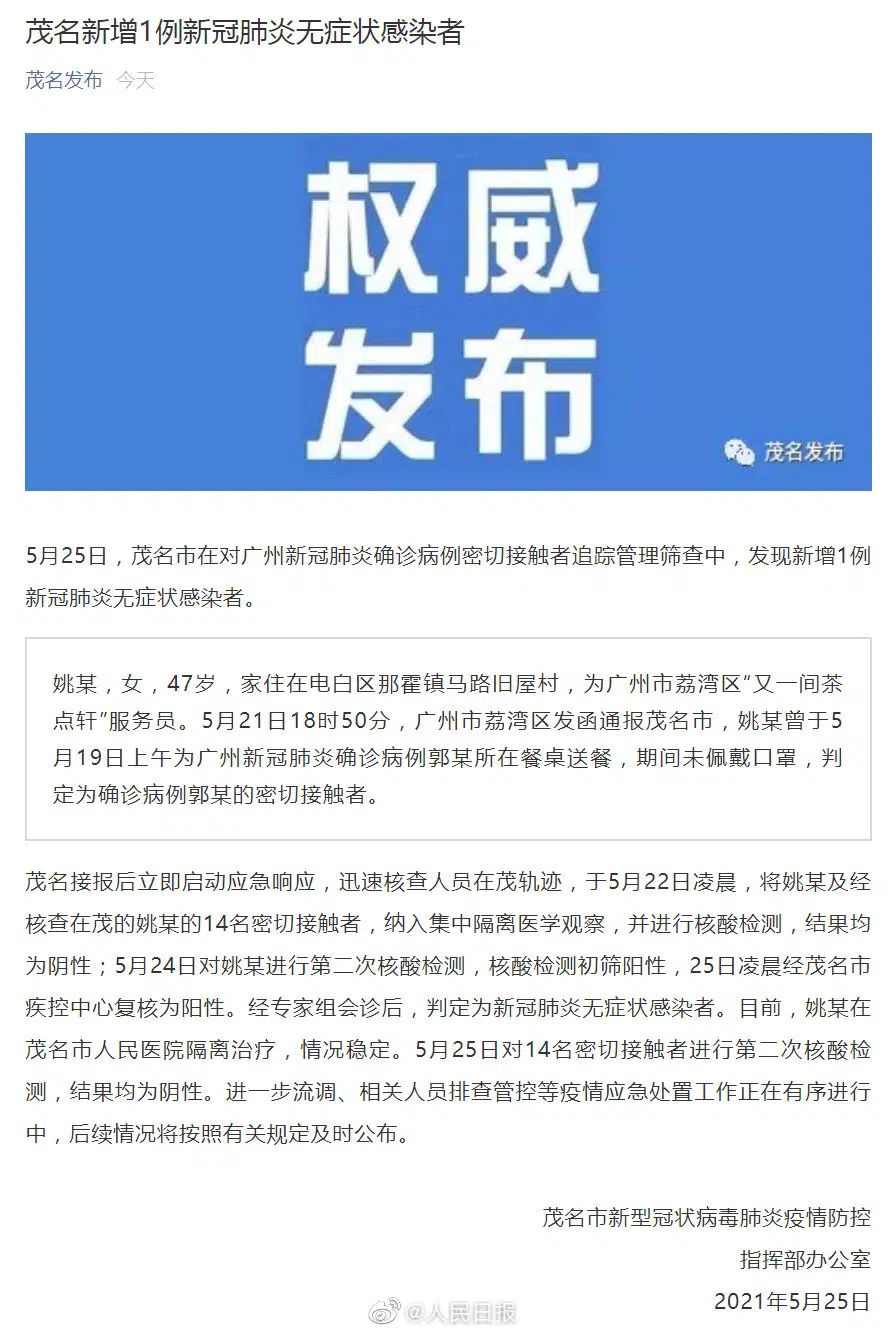 茂名新增1例新冠肺炎无症状感染者
茂名发布 今天
权威
发布
茂名发布
5月25日，茂名市在对广州新冠肺炎确诊病例密切接触者追踪管理筛查中，发现新增1例
新冠肺炎无症状感染者。
姚某，女，47岁，家住在电白区那霍镇马路旧屋村，为广州市荔湾区“又一间茶
点轩”服务员。5月21日18时50分，广州市荔湾区发函通报茂名市，姚某曾于5
月19日上午为广州新冠肺炎确诊病例郭某所在餐桌送餐，期间未佩戴口罩，判
定为确诊病例郭某的密切接触者。
茂名接报后立即启动应急响应，迅速核查人员在茂轨迹，于5月22日凌晨，将姚某及经
核查在茂的姚某的14名密切接触者，纳入集中隔离医学观察，并进行核酸检测，结果均
为阴性；5月24日对姚某进行第二次核酸检测，核酸检测初筛阳性，25日凌晨经茂名市
疾控中心复核为阳性。经专家组会诊后，判定为新冠肺炎无症状感染者。目前，姚某在
茂名市人民医院隔离治疗，情况稳定。5月25日对14名密切接触者进行第二次核酸检
测，结果均为阴性。进一步流调、相关人员排查管控等疫情应急处置工作正在有序进行
中，后续情况将按照有关规定及时公布。
茂名市新型冠状病毒肺炎疫情防控
指挥部办公室
2021年5月25日
@人民日报